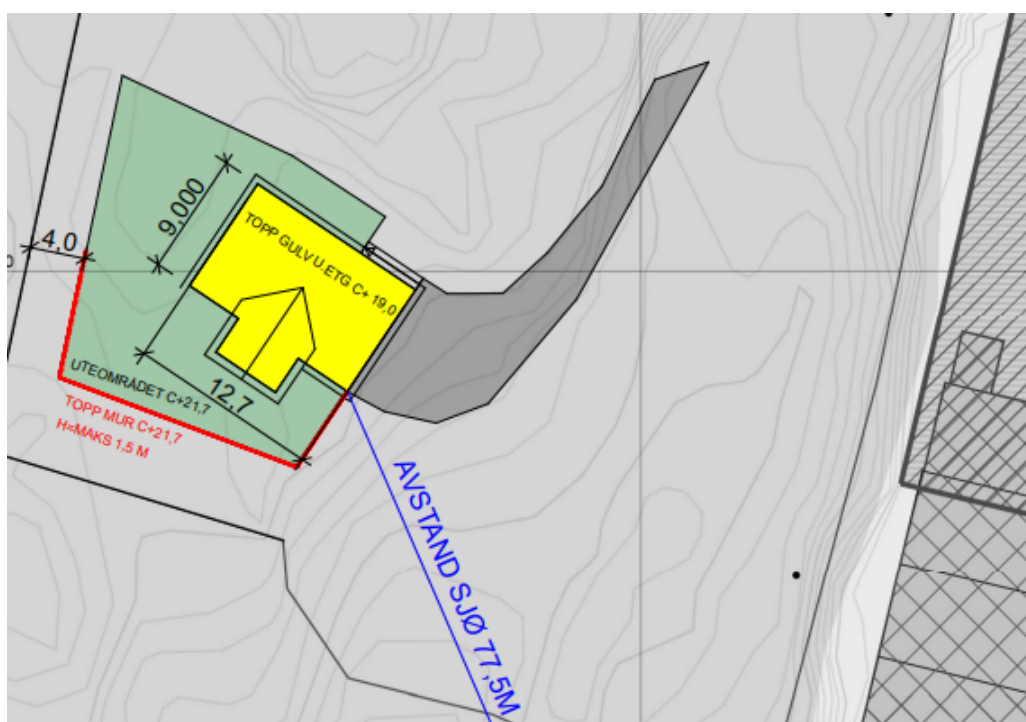 9,000
4,0
TOPP GULV U.ETG C+ 19,0
UTEOMRÅDET C+21,7
12,7
TOPP MUR C+21,7
H=MAKS 1,5 M
AVSTAND SJØ 77,5M